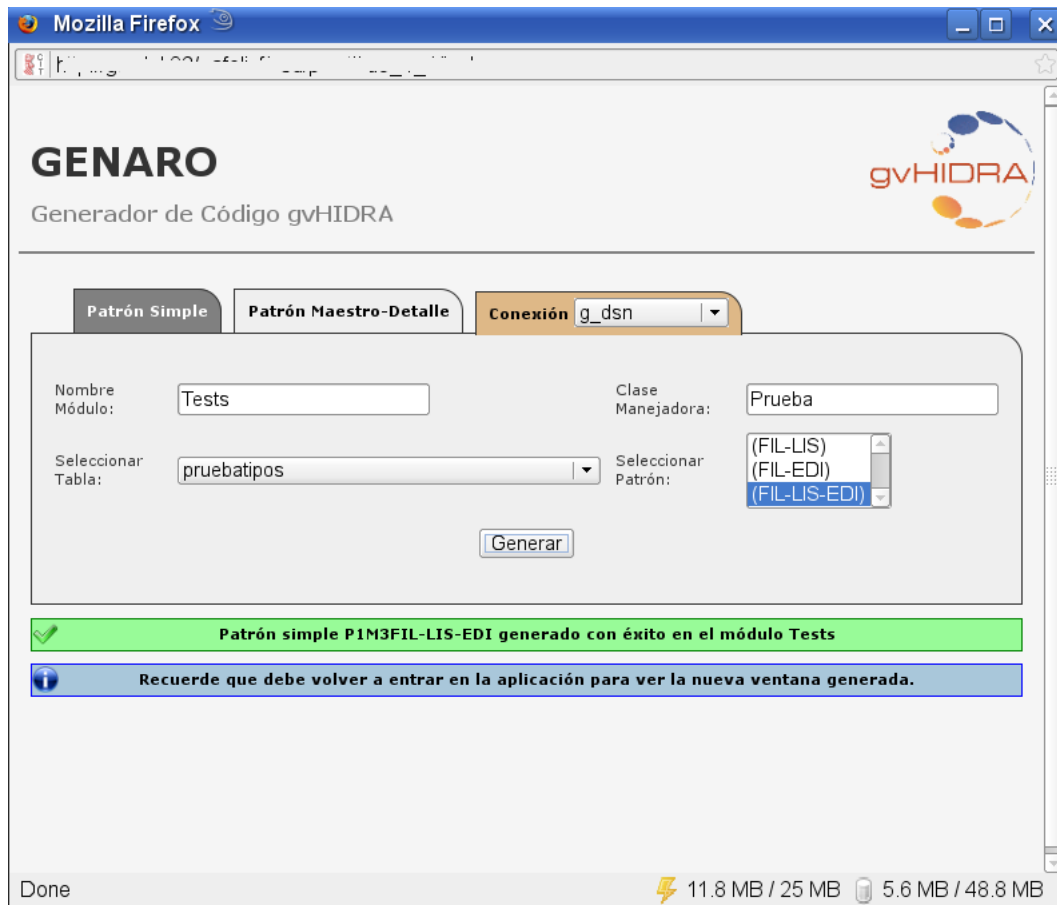 Mozilla Firefox
GENARO
gvHIDRA
Generador de Código gvHIDRA
Patrón Simple
Patrón Maestro-Detalle
Conexión g_dsn
Nombre
Módulo:
Tests
Clase
Manejadora:
Prueba
Seleccionar
Tabla:
pruebatipos
Seleccionar
Patrón:
(FIL-LIS)
(FIL-EDI)
(FIL-LIS-EDI)
Generar
Patrón simple P1M3FIL-LIS-EDI generado con éxito en el módulo Tests
Recuerde que debe volver a entrar en la aplicación para ver la nueva ventana generada.
Done
11.8 MB / 25 MB
5.6 MB / 48.8 MB